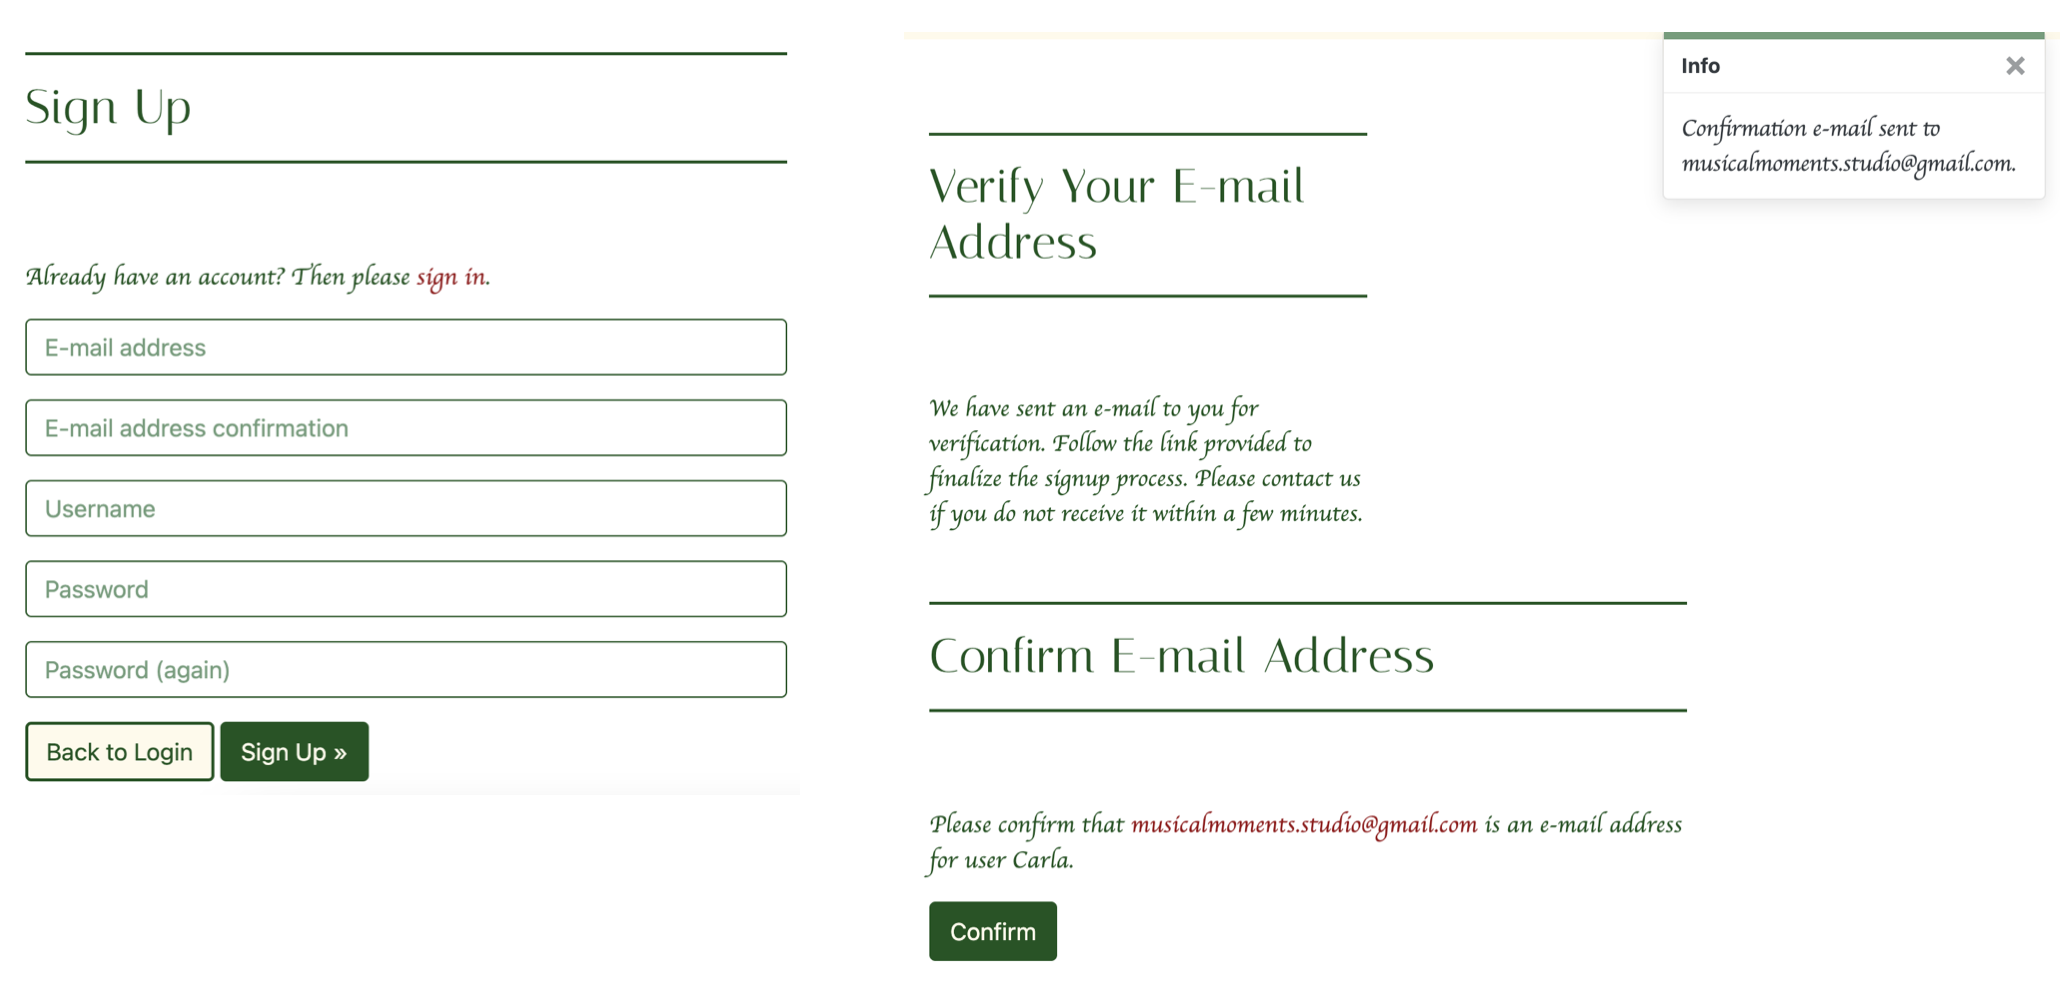 Sign Up
Already have an account? Then please sign in.
E-mail address
E-mail address confirmation
Username
Password
Password (again)
Back to Login
Sign Up »
Info
Confirmation e-mail sent to
musicalmoments.studio@gmail.com.
Verify Your E-mail
Address
We have sent an e-mail to you for
verification. Follow the link provided to
finalize the signup process. Please contact us
if you do not receive it within a few minutes.
Confirm E-mail Address
Please confirm that musicalmoments.studio@gmail.com is an e-mail address
for user Carla.
Confirm